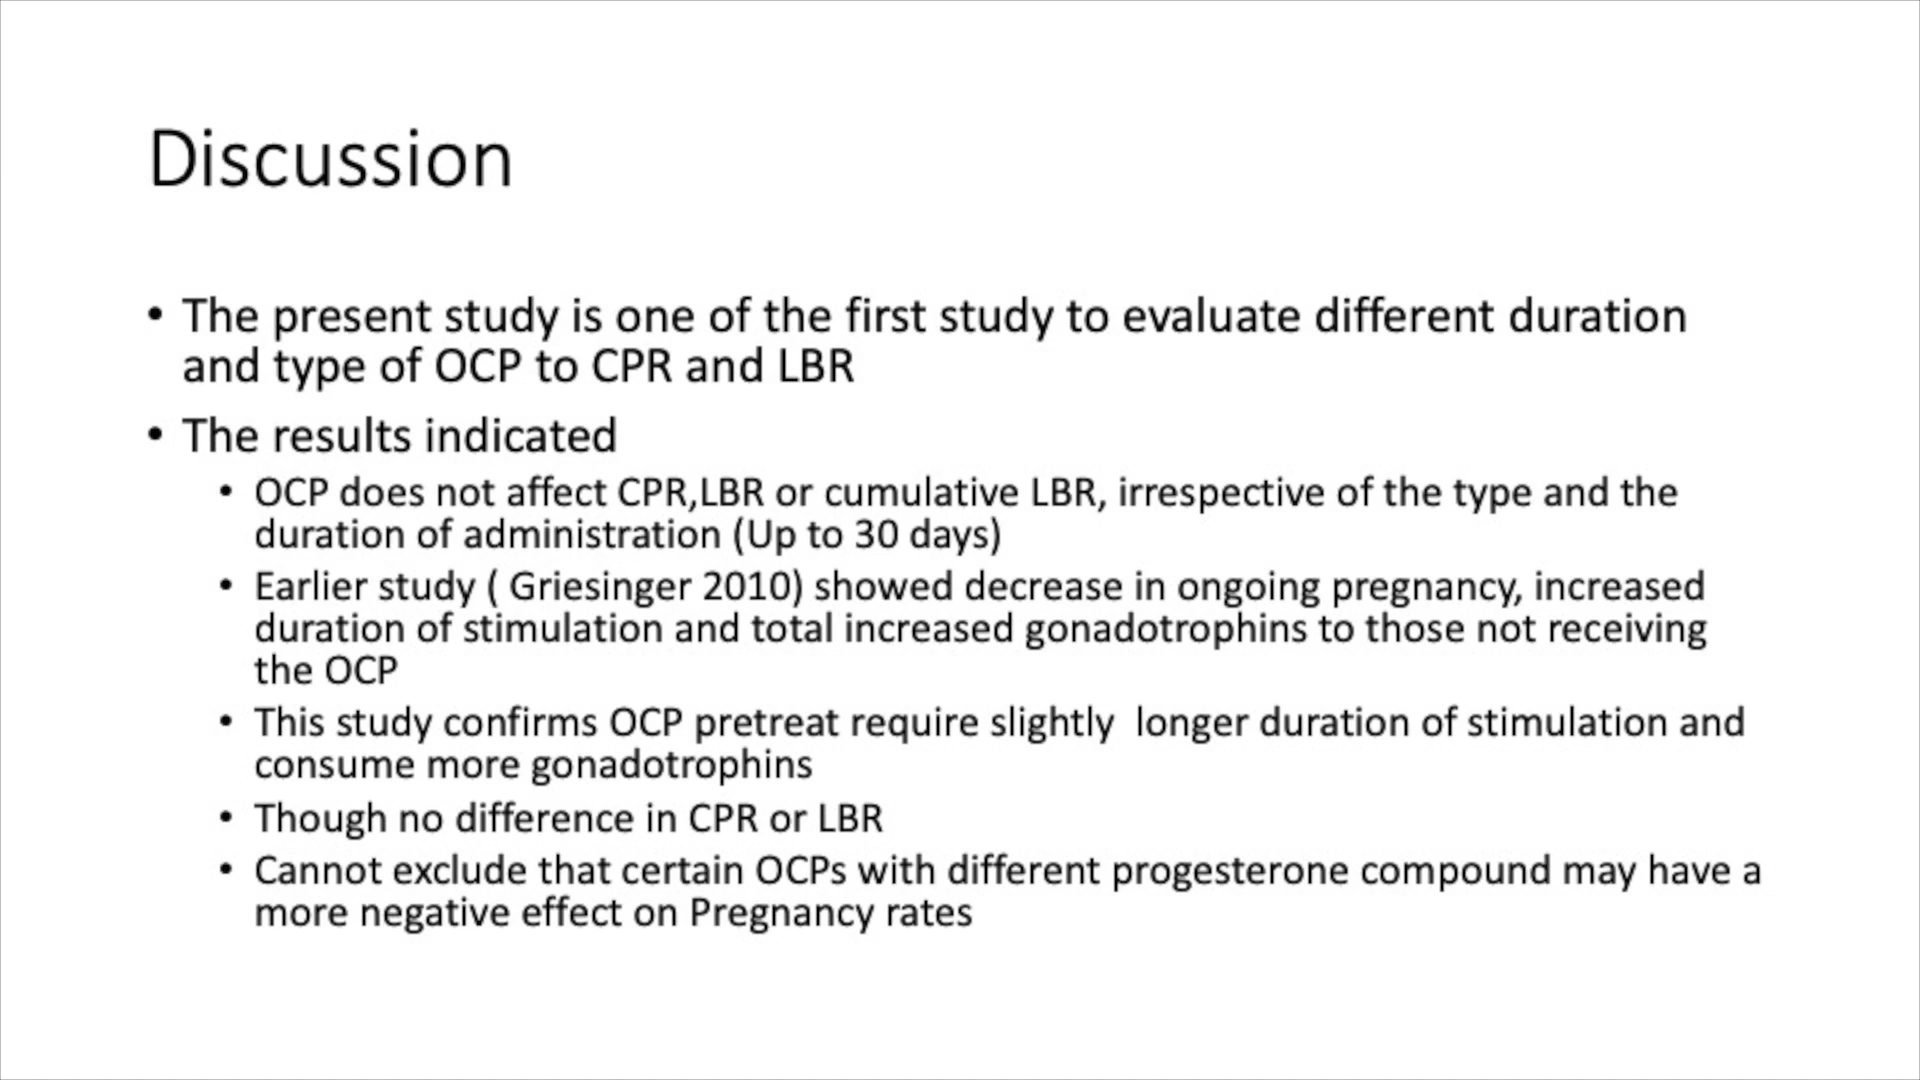 Discussion
• The present study is one of the first study to evaluate different duration
and type of OCP to CPR and LBR
• The results indicated
• OCP does not affect CPR,LBR or cumulative LBR, irrespective of the type and the
duration of administration (Up to 30 days)
• Earlier study ( Griesinger 2010) showed decrease in ongoing pregnancy, increased
duration of stimulation and total increased gonadotrophins to those not receiving
the OCP
• This study confirms OCP pretreat require slightly  longer duration of stimulation and
consume more gonadotrophins
• Though no difference in CPR or LBR
• Cannot exclude that certain OCPs with different progesterone compound may have a
more negative effect on Pregnancy rates